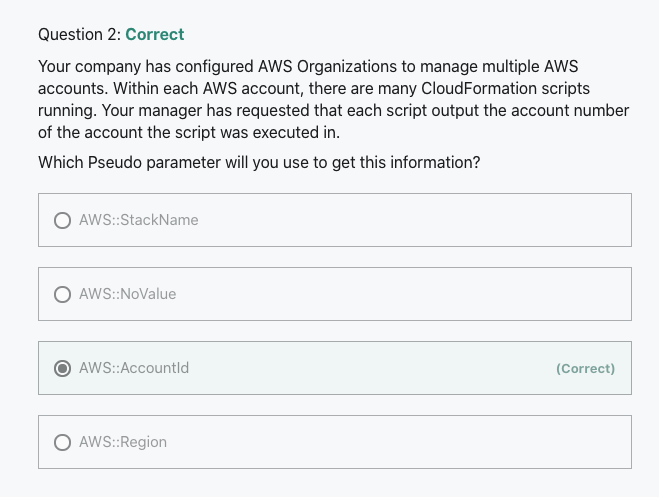 Question 2: Correct
Your company has configured AWS Organizations to manage multiple AWS
accounts. Within each AWS account, there are many CloudFormation scripts
running. Your manager has requested that each script output the account number
of the account the script was executed in.
Which Pseudo parameter will you use to get this information?
AWS::StackName
AWS::NoValue
AWS::AccountId (Correct)
AWS::Region